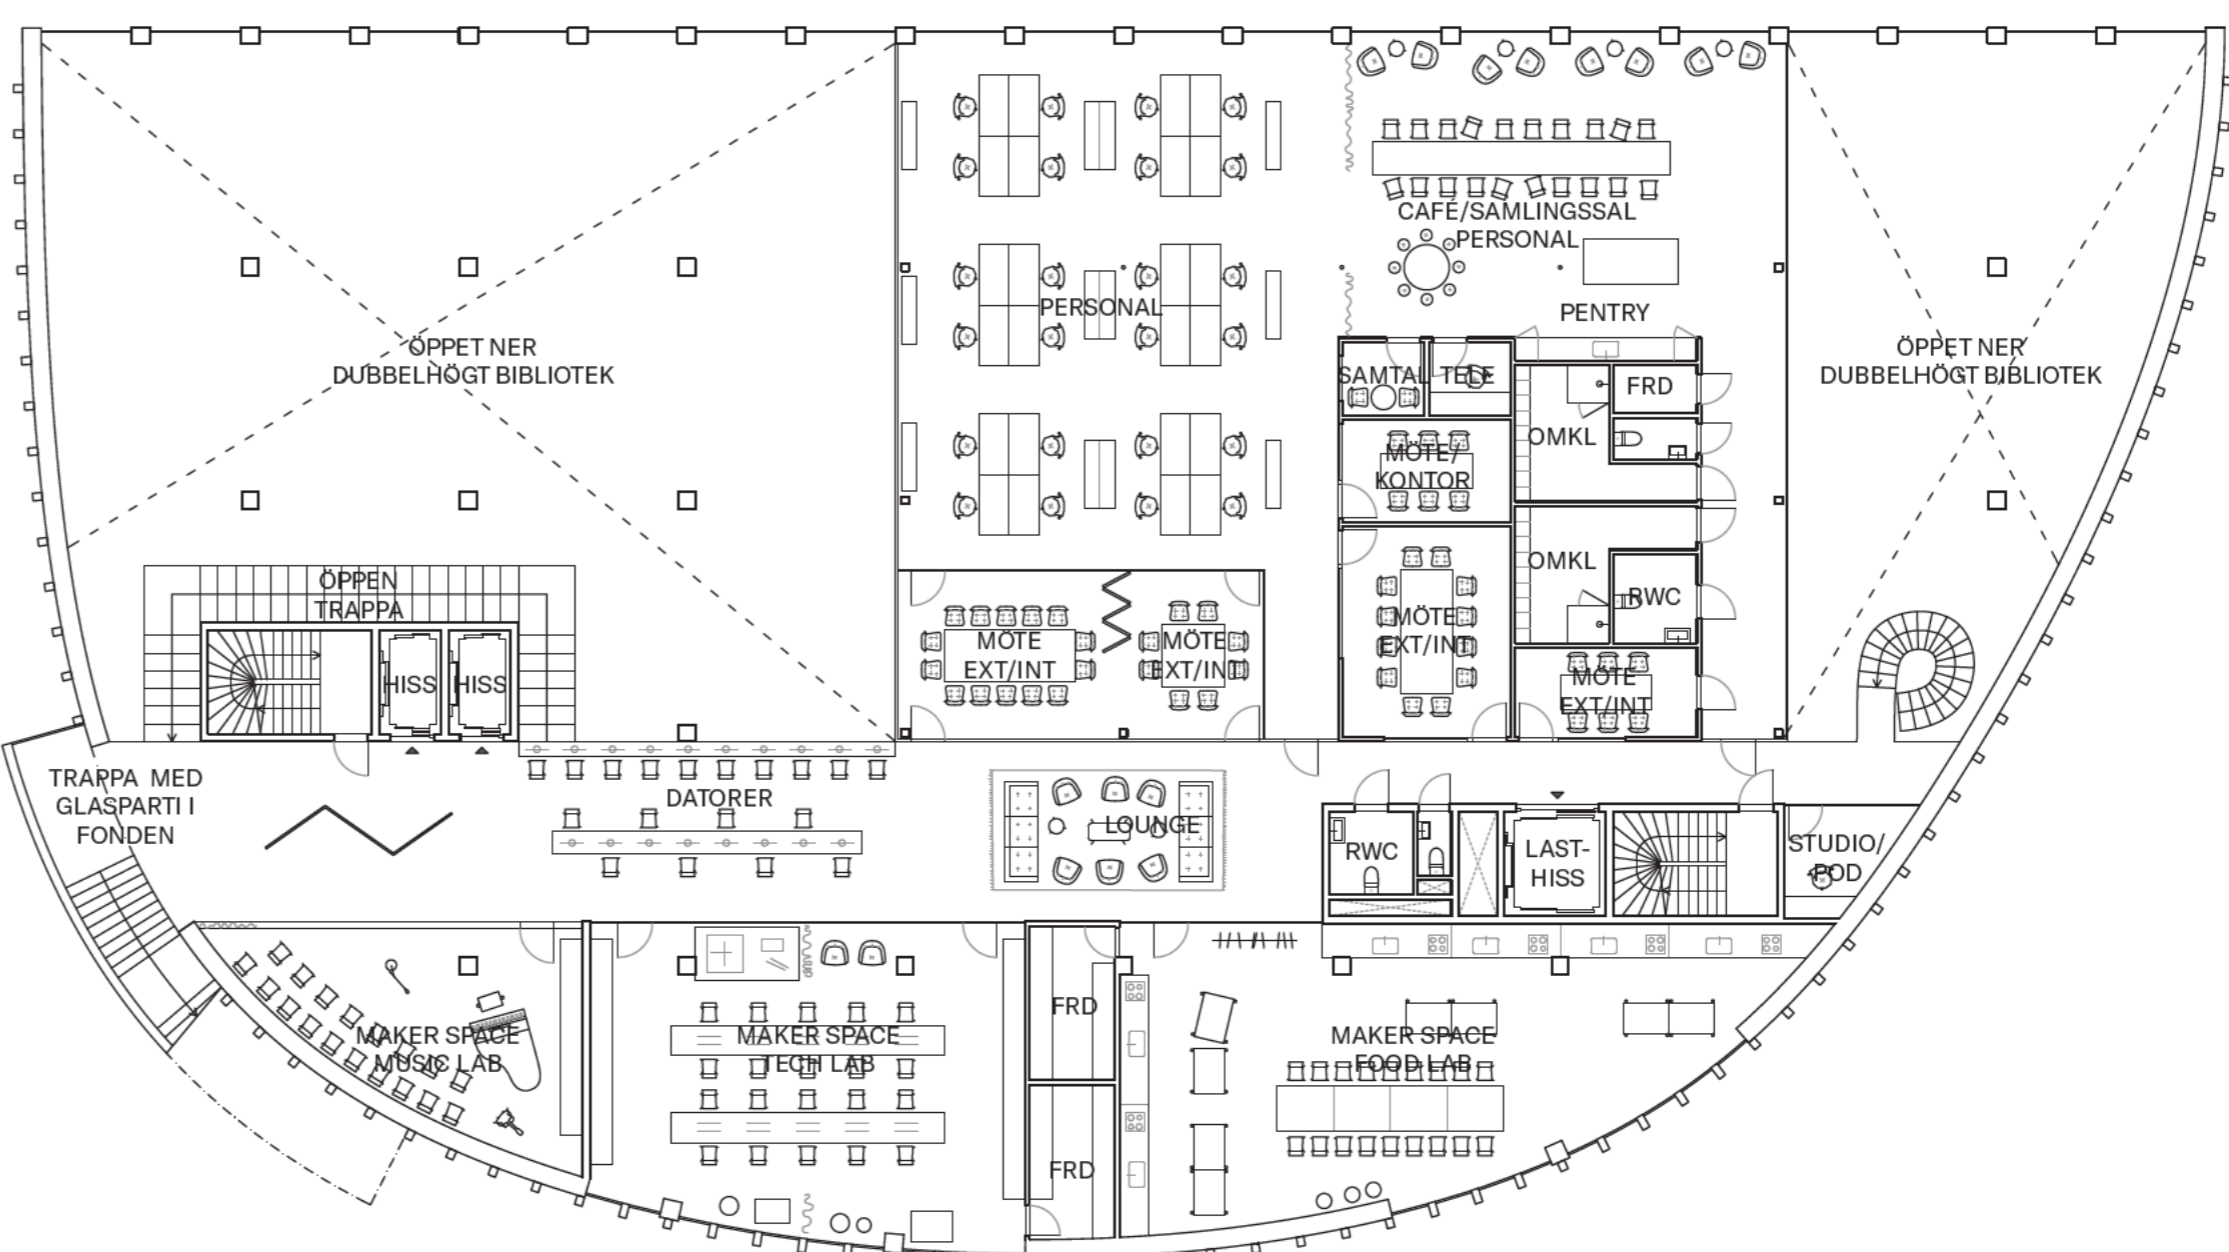 CAFÉ/SAMLINGSSAL
PERSONAL
PERSONAL
PENTRY
ÖPPET NER
DUBBELHÖGT BIBLIOTEK
ÖPPET NER
DUBBELHÖGT BIBLIOTEK
SAMTAL
TELE
FRD
OMKL
MÖTE/
KONTOR
OMKL
RWC
ÖPPEN
TRAPPA
HISS
HISS
MÖTE
EXT/INT
MÖTE
EXT/INT
MÖTE
EXT/INT
MÖTE
EXT/INT
TRAPPA MED
GLASPARTI I
FONDEN
DATORER
LOUNGE
RWC
LAST-
HISS
STUDIO/
POD
MAKER SPACE
MUSIC LAB
MAKER SPACE
TECH LAB
FRD
FRD
MAKER SPACE
FOOD LAB